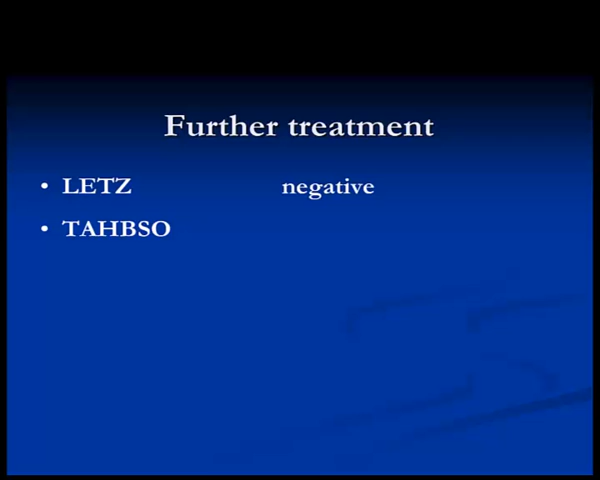 Further treatment
• LETZ negative
• TAHBSO